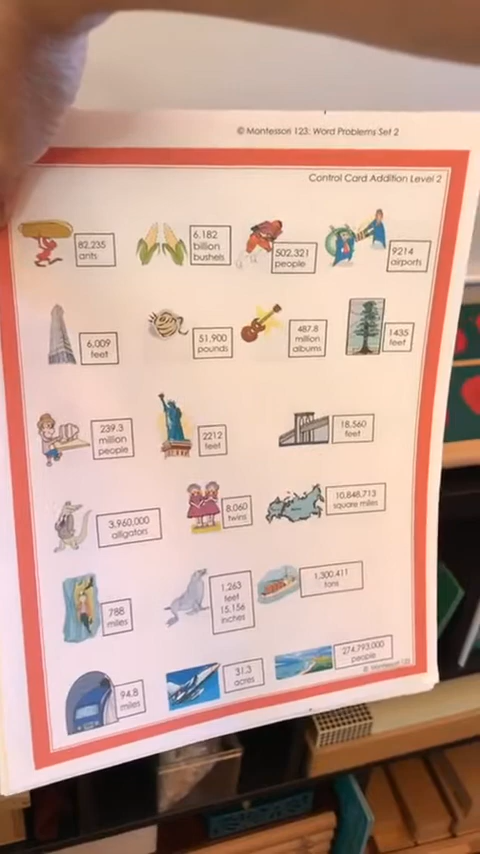 © Montessori 123: Word Problems Set 2
Control Card Addition Level 2
82,235
ants
6,182
billion
bushels
502,321
people
9214
airports
6,009
feet
51,900
pounds
487.8
million
albums
1435
feet
239.3
million
people
2212
feet
18,560
feet
3,960,000
alligators
8,060
twins
10,848,713
square miles
788
miles
1,263
feet
15,156
inches
1,300,411
tons
94.8
miles
31.3
acres
274,793,000
people
© Montessori 123